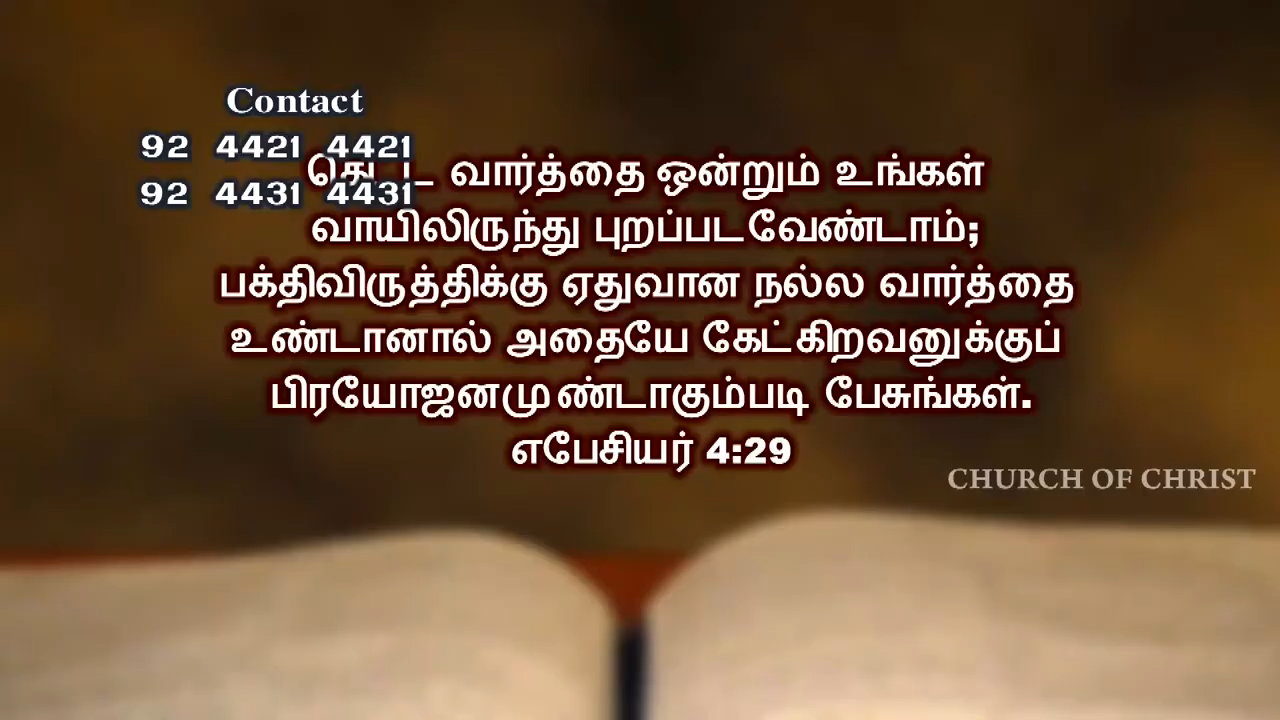 Contact
92 4421 4421
92 4431 4431
கெட்ட வார்த்தை ஒன்றும் உங்கள்
வாயிலிருந்து புறப்படவேண்டாம்;
பக்திவிருத்திக்கு ஏதுவான நல்ல வார்த்தை
உண்டானால் அதையே கேட்கிறவனுக்குப்
பிரயோஜனமுண்டாகும்படி பேசுங்கள்.
எபேசியர் 4:29
CHURCH OF CHRIST